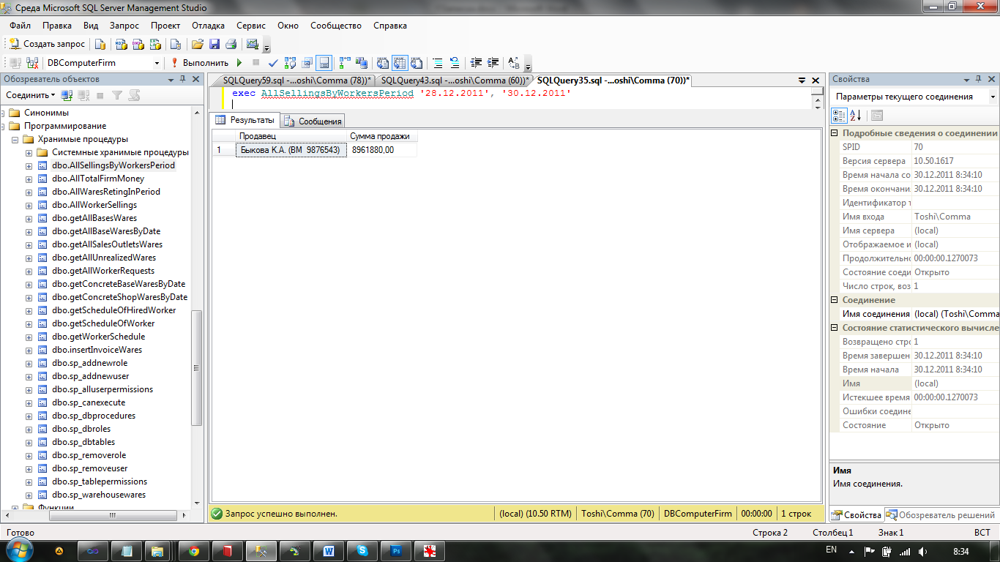 Среда Microsoft SQL Server Management Studio
Файл Правка Вид Запрос Проект Отладка Сервис Окно Сообщество Справка
Создать запрос
DBComputerFirm Выполнить
Обозреватель объектов
Соединить
Синонимы
Программирование
Хранимые процедуры
Системные хранимые процедуры
dbo.AllSellingsByWorkersPeriod
dbo.AllTotalFirmMoney
dbo.AllWaresRetingInPeriod
dbo.AllWorkerSellings
dbo.getAllBasesWares
dbo.getAllBaseWaresByDate
dbo.getAllSalesOutletsWares
dbo.getAllUnrealizedWares
dbo.getAllWorkerRequests
dbo.getConcreteBaseWaresByDate
dbo.getConcreteShopWaresByDate
dbo.getScheduleOfHiredWorker
dbo.getScheduleOfWorker
dbo.getWorkerSchedule
dbo.insertInvoiceWares
dbo.sp_addnewrole
dbo.sp_addnewuser
dbo.sp_alluserpermissions
dbo.sp_canexecute
dbo.sp_dbprocedures
dbo.sp_dbroles
dbo.sp_dbtables
dbo.sp_removerole
dbo.sp_removeuser
dbo.sp_tablepermissions
dbo.sp_warehousewares
Функции
SQLQuery59.sql -...oshi\Comma (78))* SQLQuery43.sql -...oshi\Comma (60))* SQLQuery35.sql -...oshi\Comma (70))*
exec AllSellingsByWorkersPeriod '28.12.2011', '30.12.2011'
Результаты Сообщения
Продавец Сумма продажи
1 Быкова К.А. (ВМ 9876543) 8961880,00
Запрос успешно выполнен. (local) (10.50 RTM) Toshi\Comma (70) DBComputerFirm 00:00:00 1 строк
Свойства
Параметры текущего соединения
Подробные сведения о соединении
SPID 70
Версия сервера 10.50.1617
Время начала со 30.12.2011 8:34:10
Время окончани 30.12.2011 8:34:10
Идентификатор т
Имя входа Toshi\Comma
Имя сервера (local)
Отображаемое и (local)
Продолжительно 00:00:00.1270073
Состояние соеди Открыто
Число строк, воз 1
Соединение
Имя соединения (local) (Toshi\Comma
Состояние статистического вычисле
Возвращено стро 1
Время завершен 30.12.2011 8:34:10
Время начала 30.12.2011 8:34:10
Имя (local)
Истекшее время 00:00:00.1270073
Ошибки соедине
Состояние Открыто
Имя
Имя соединения.
Свойства Обозреватель решений
Готово Строка 2 Столбец 1 Знак 1 ВСТ
EN 8:34